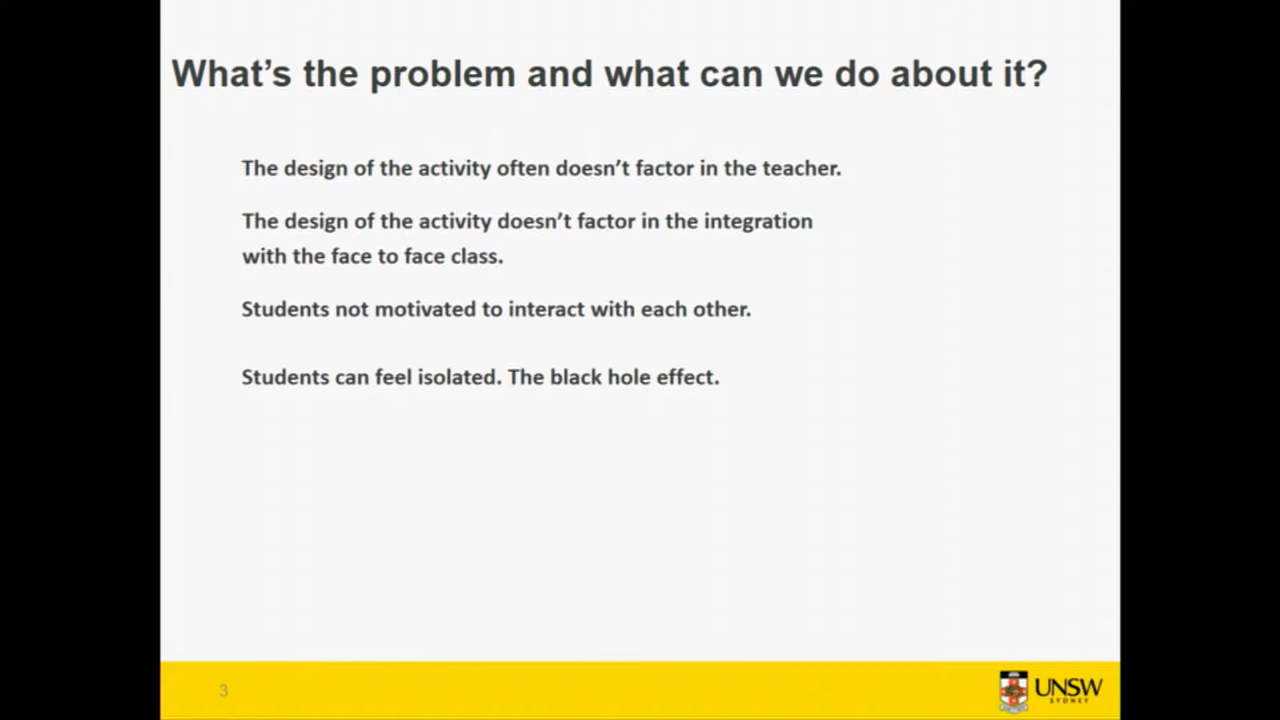 What’s the problem and what can we do about it?
The design of the activity often doesn’t factor in the teacher.
The design of the activity doesn’t factor in the integration
with the face to face class.
Students not motivated to interact with each other.
Students can feel isolated. The black hole effect.
3
UNSW
SYDNEY